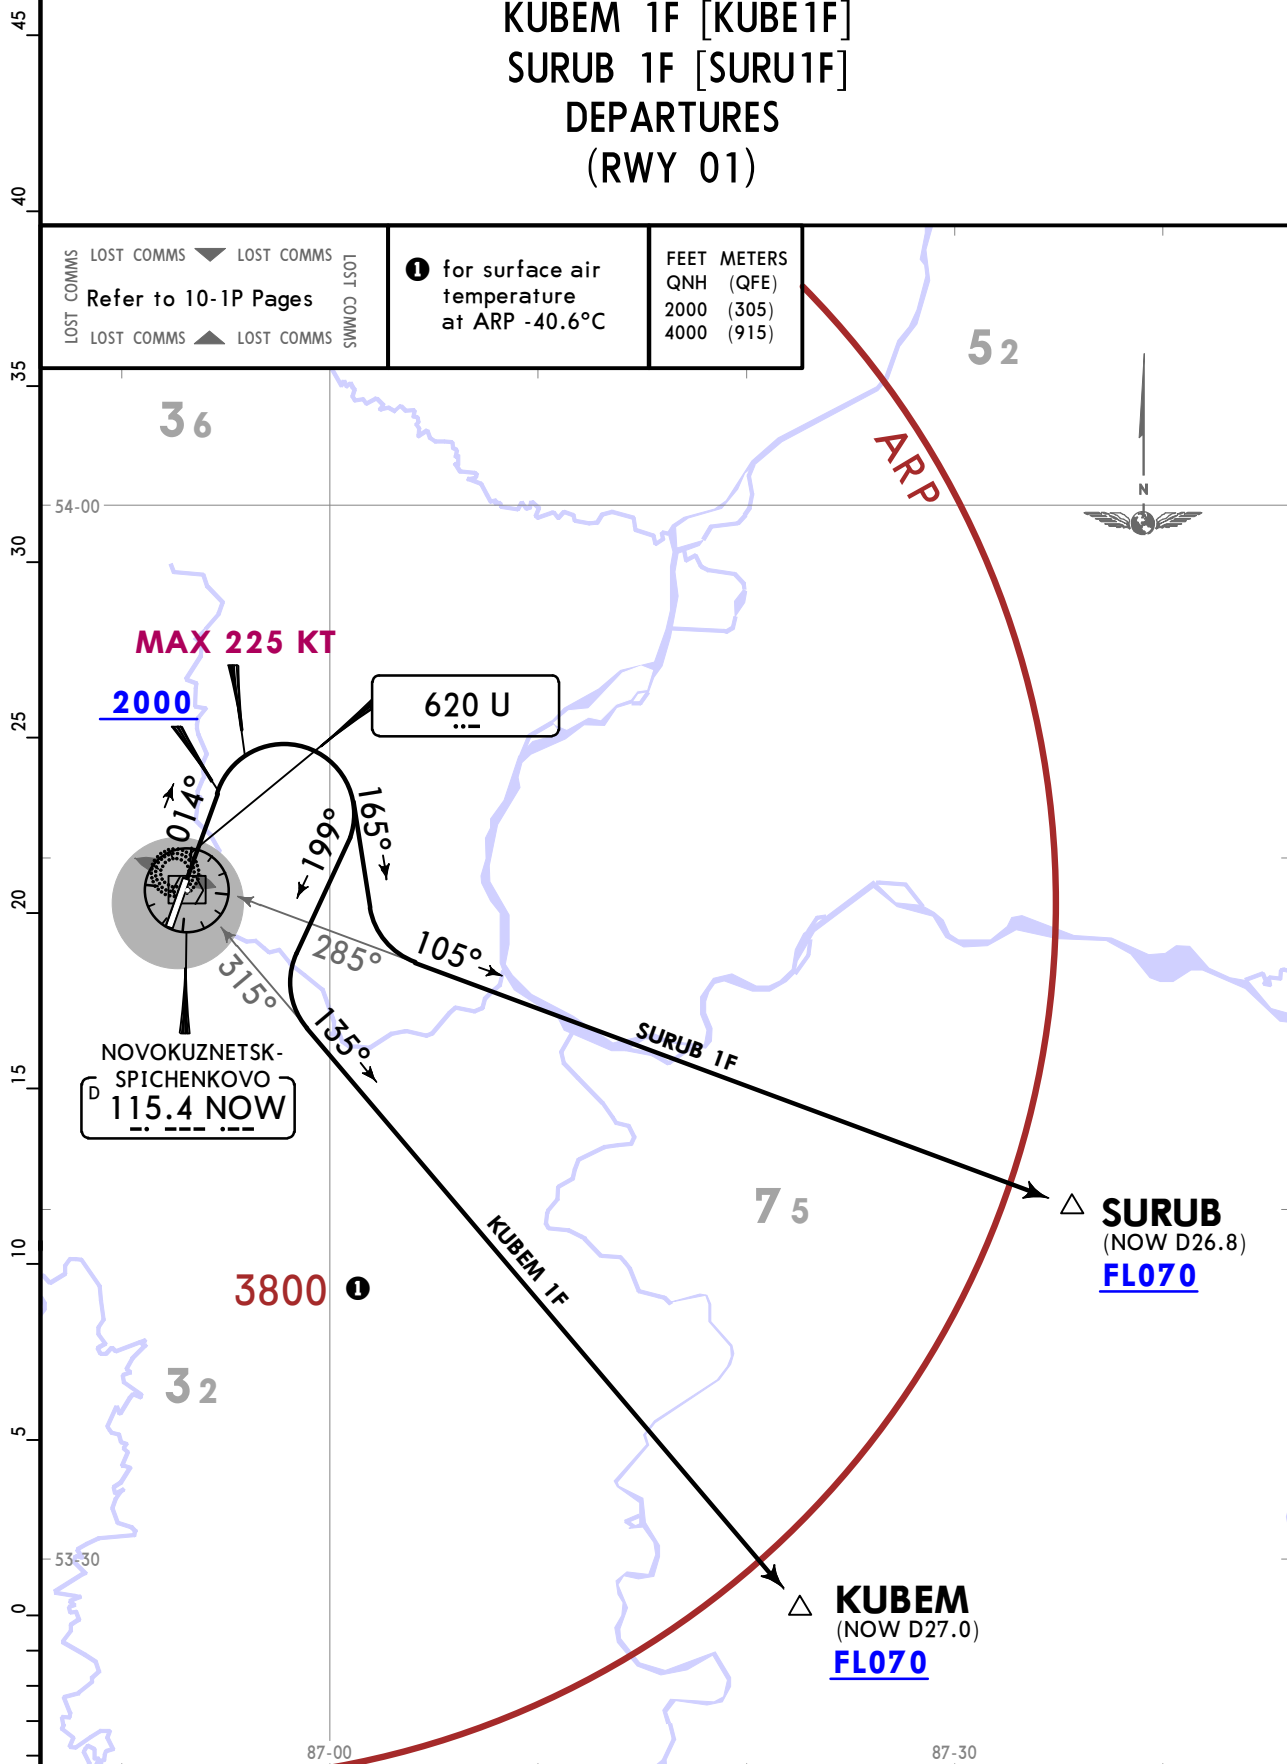 KUBEM 1F [KUBE1F]
SURUB 1F [SURU1F]
DEPARTURES
(RWY 01)
45
40
35
30
25
20
15
10
5
0
LOST COMMS
LOST COMMS LOST COMMS
Refer to 10-1P Pages
LOST COMMS LOST COMMS
LOST COMMS
1 for surface air
temperature
at ARP -40.6°C
FEET METERS
QNH (QFE)
2000 (305)
4000 (915)
52
36
ARP
54-00
N
MAX 225 KT
2000
620 U
014°
199°
165°
285°
105°
315°
135°
SURUB 1F
NOVOKUZNETSK-
SPICHENKOVO
D 115.4 NOW
75
SURUB
(NOW D26.8)
FL070
KUBEM 1F
3800 1
32
53-30
KUBEM
(NOW D27.0)
FL070
87-00
87-30